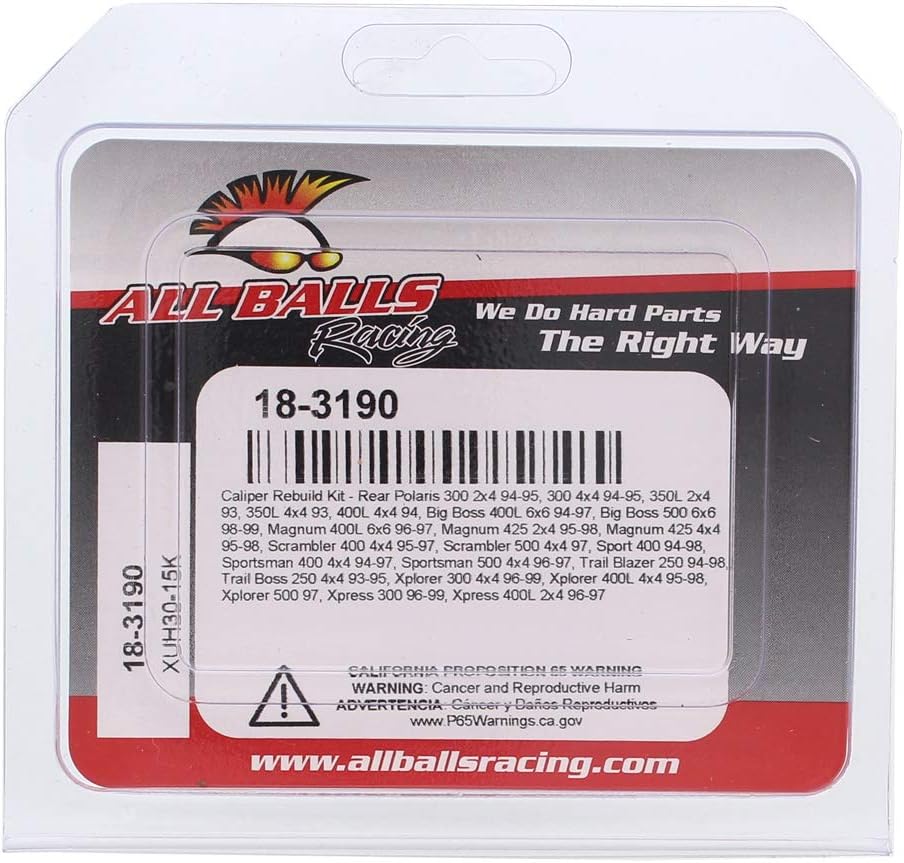 ALL BALLS
Racing
We Do Hard Parts
The Right Way
18-3190
Caliper Rebuild Kit - Rear Polaris 300 2x4 94-95, 300 4x4 94-95, 350L 2x4
93, 350L 4x4 93, 400L 4x4 94, Big Boss 400L 6x6 94-97, Big Boss 500 6x6
98-99, Magnum 400L 6x6 96-97, Magnum 425 2x4 95-98, Magnum 425 4x4
95-98, Scrambler 400 4x4 95-97, Scrambler 500 4x4 97, Sport 400 94-98,
Sportsman 400 4x4 94-97, Sportsman 500 4x4 96-97, Trail Blazer 250 94-98,
Trail Boss 250 4x4 93-95, Xplorer 300 4x4 96-99, Xplorer 400L 4x4 95-98,
Xplorer 500 97, Xpress 300 96-99, Xpress 400L 2x4 96-97
18-3190
XUH30-15K
CALIFORNIA PROPOSITION 65 WARNING
WARNING: Cancer and Reproductive Harm
ADVERTENCIA: Cáncer y Daños Reproductivos
www.P65Warnings.ca.gov
www.allballsracing.com